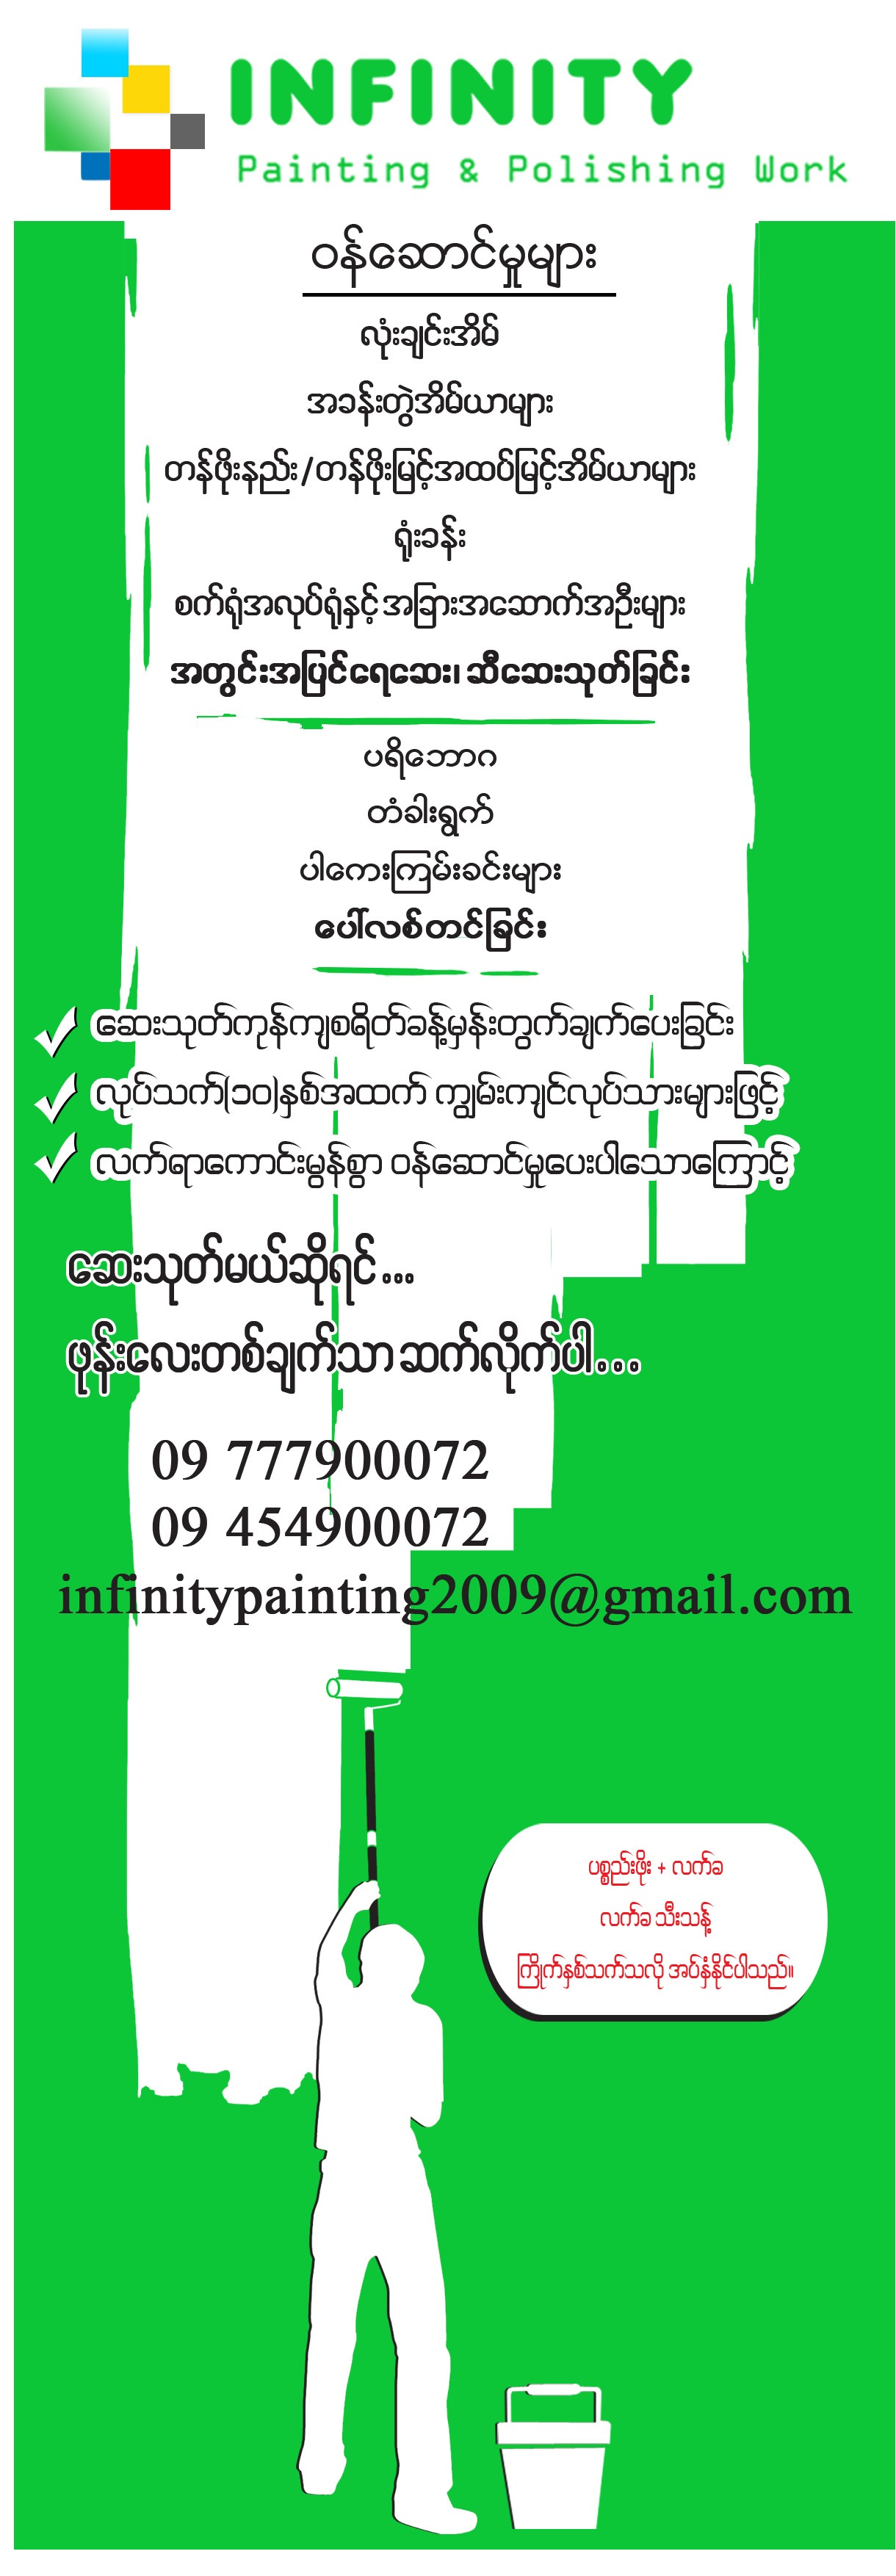 INFINITY
Painting & Polishing Work
ဝန်ဆောင်မှုများ
လုံးချင်းအိမ်
အခန်းတွဲအိမ်ယာများ
တန်ဖိုးနည်း/တန်ဖိုးမြင့်အထပ်မြင့်အိမ်ယာများ
ရုံးခန်း
စက်ရုံအလုပ်ရုံနှင့် အခြားအဆောက်အဦးများ
အတွင်းအပြင်ရေဆေး၊ ဆီဆေးသုတ်ခြင်း
ပရိဘောဂ
တံခါးရွက်
ပါကေးကြမ်းခင်းများ
ပေါ်လစ်တင်ခြင်း
ဆေးသုတ်ကုန်ကျစရိတ်ခန့်မှန်းတွက်ချက်ပေးခြင်း
လုပ်သက်(၁၀)နှစ်အထက် ကျွမ်းကျင်လုပ်သားများဖြင့်
လက်ရာကောင်းမွန်စွာ ဝန်ဆောင်မှုပေးပါသောကြောင့်
ဆေးသုတ်မယ်ဆိုရင်...
ဖုန်းလေးတစ်ချက်သာ ဆက်လိုက်ပါ...
09 777900072
09 454900072
infinitypainting2009@gmail.com
ပစ္စည်းဖိုး + လက်ခ
လက်ခ သီးသန့်
ကြိုက်နှစ်သက်သလို အပ်နှံနိုင်ပါသည်။